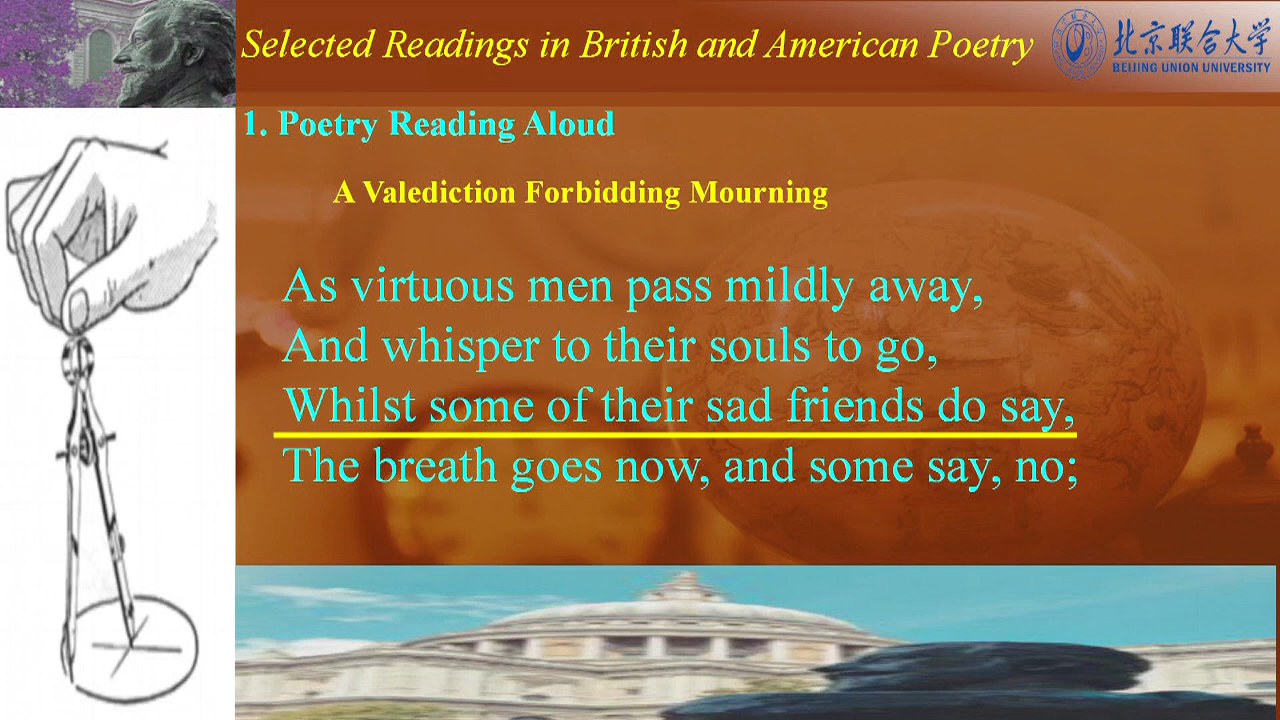 Selected Readings in British and American Poetry
北京联合大学
BEIJING UNION UNIVERSITY
1. Poetry Reading Aloud
A Valediction Forbidding Mourning
As virtuous men pass mildly away,
And whisper to their souls to go,
Whilst some of their sad friends do say,
The breath goes now, and some say, no;